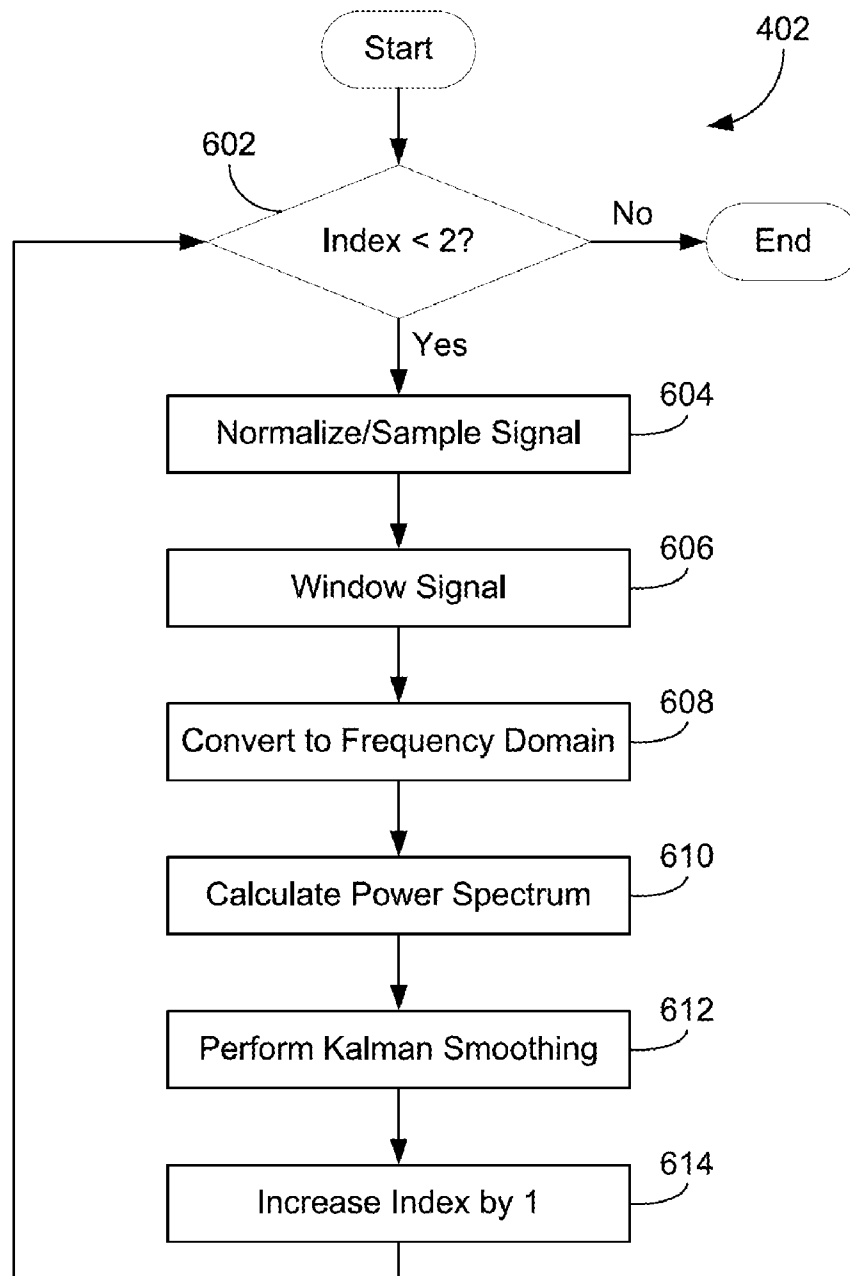 Start
402
602
Index < 2?
No
End
Yes
604
Normalize/Sample Signal
606
Window Signal
608
Convert to Frequency Domain
610
Calculate Power Spectrum
612
Perform Kalman Smoothing
614
Increase Index by 1